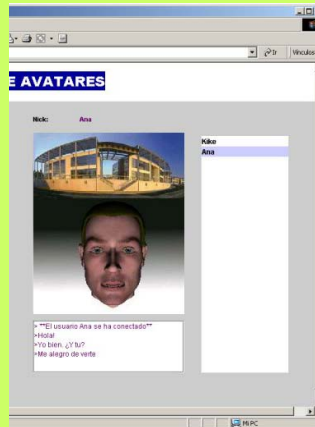 Ir
Vínculos
E AVATARES
Nick:
Ana
Kike
Ana
> **El usuario Ana se ha conectado**
>Hola!
>Yo bien. ¿Y tu?
>Me alegro de verte
Mi PC